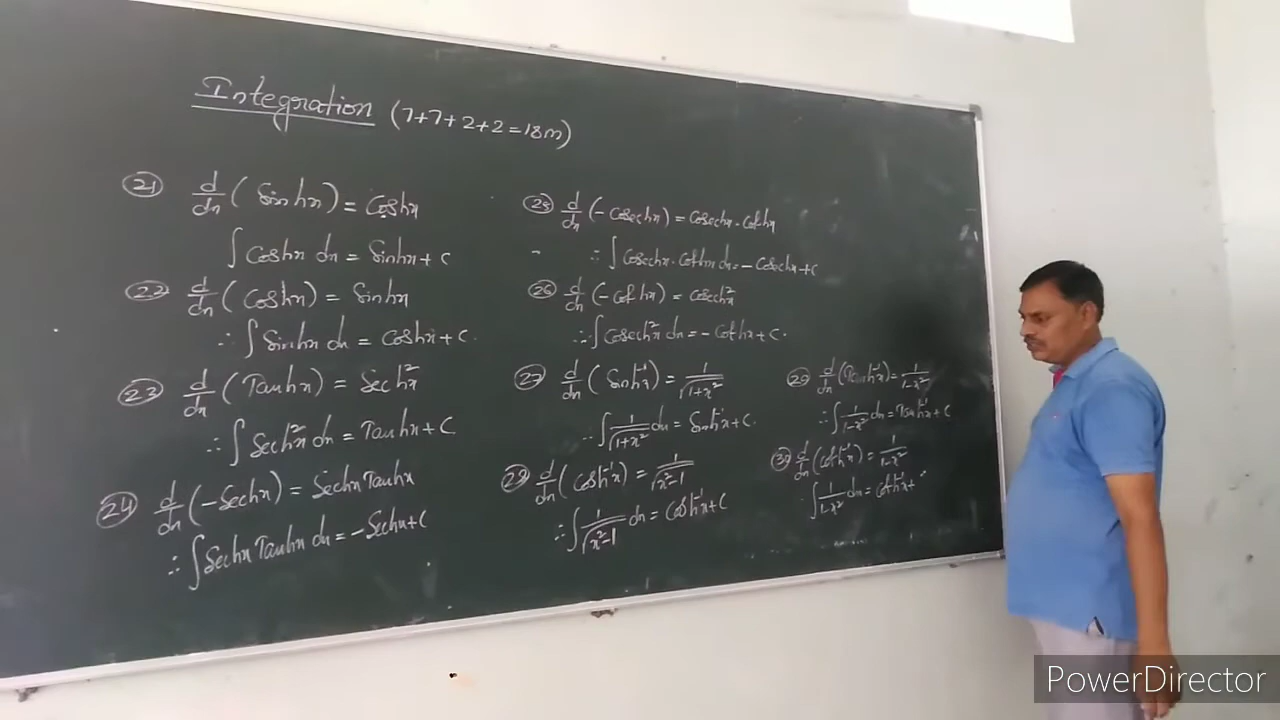 Integration (7+7+2+2=18m)
(21) d/dx (Sinhx) = Coshx
∫ Coshx dx = Sinhx + C
(22) d/dx (Coshx) = Sinhx
∴ ∫ Sinhx dx = Coshx + C.
(23) d/dx (Tanhx) = Sech²x
∴ ∫ Sech²x dx = Tanhx + C
(24) d/dx (-Sechx) = Sechx Tanhx
∴ ∫ Sechx Tanhx dx = -Sechx + C
(25) d/dx (-Cosechx) = Cosechx . Cothx
∴ ∫ Cosechx . Cothx dx = -Cosechx + C
(26) d/dx (-Cothx) = Cosech²x
∴ ∫ Cosech²x dx = -Cothx + C.
(27) d/dx (Sinh⁻¹x) = 1/√(1+x²)
∴ ∫ 1/√(1+x²) dx = Sinh⁻¹x + C.
(28) d/dx (Cosh⁻¹x) = 1/√(x²-1)
∴ ∫ 1/√(x²-1) dx = Cosh⁻¹x + C
(29) d/dx (Tanh⁻¹x) = 1/(1-x²)
∴ ∫ 1/(1-x²) dx = Tanh⁻¹x + C
(30) d/dx (Coth⁻¹x) = 1/(1-x²)
∫ 1/(1-x²) dx = Coth⁻¹x +
PowerDirector